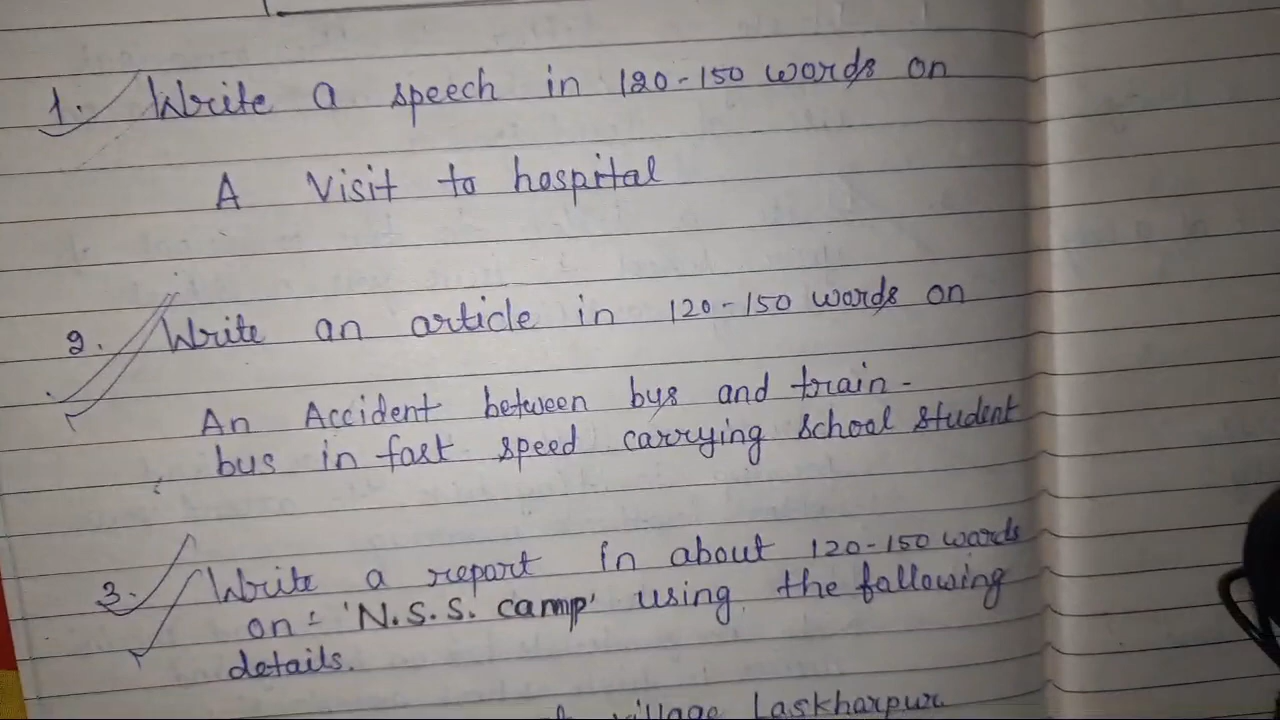 1. Write a speech in 120-150 words on
A Visit to hospital
2. Write an article in 120-150 words on
An Accident between bus and train-
bus in fast speed carrying school student
3. Write a report in about 120-150 words
on = 'N.S.S. camp' using the following
details.
village Laskharpur